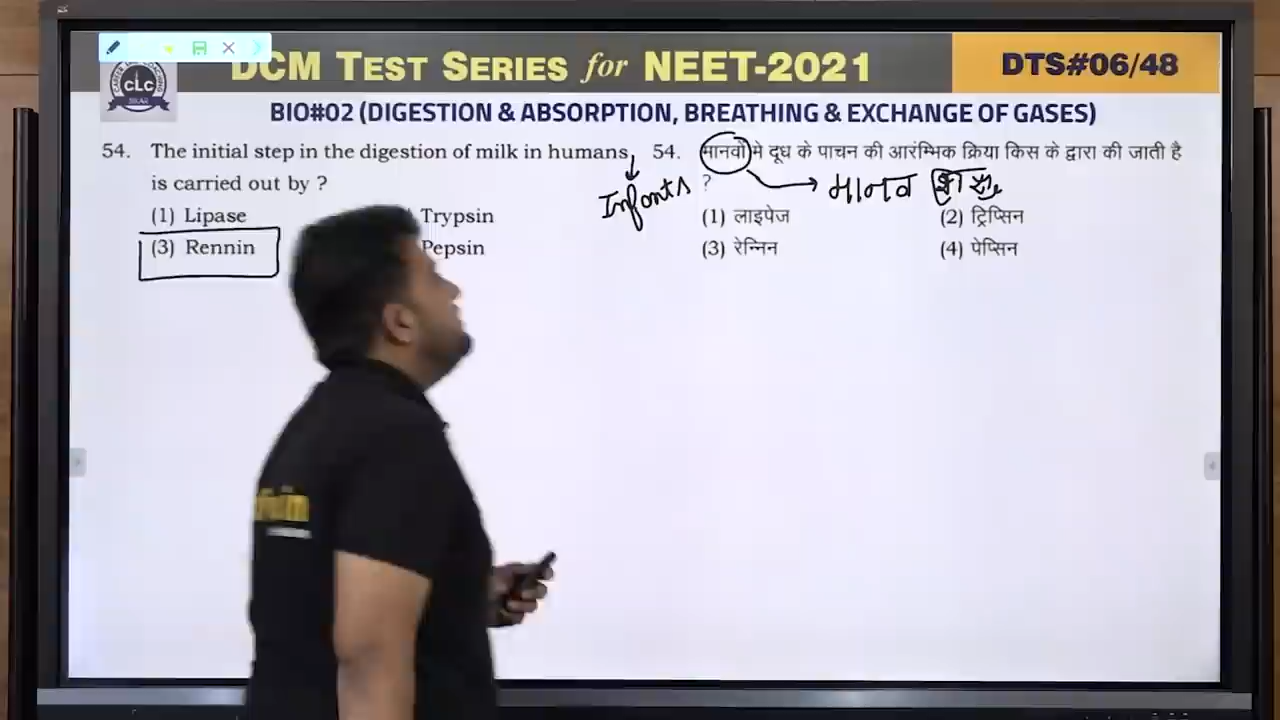 DCM TEST SERIES for NEET-2021
DTS#06/48
CLC
SIKAR
BIO#02 (DIGESTION & ABSORPTION, BREATHING & EXCHANGE OF GASES)
54. The initial step in the digestion of milk in humans
is carried out by ?
Infants
(1) Lipase
Trypsin
(3) Rennin
Pepsin
54. मानवो मे दूध के पाचन की आरंम्भिक क्रिया किस के द्वारा की जाती है
?
मानव
(1) लाइपेज
(2) ट्रिप्सिन
(3) रेन्निन
(4) पेप्सिन